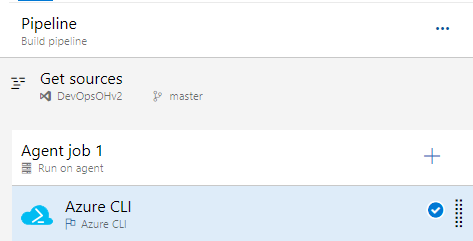 Pipeline
Build pipeline
Get sources
DevOpsOHv2 master
Agent job 1
Run on agent
Azure CLI
Azure CLI